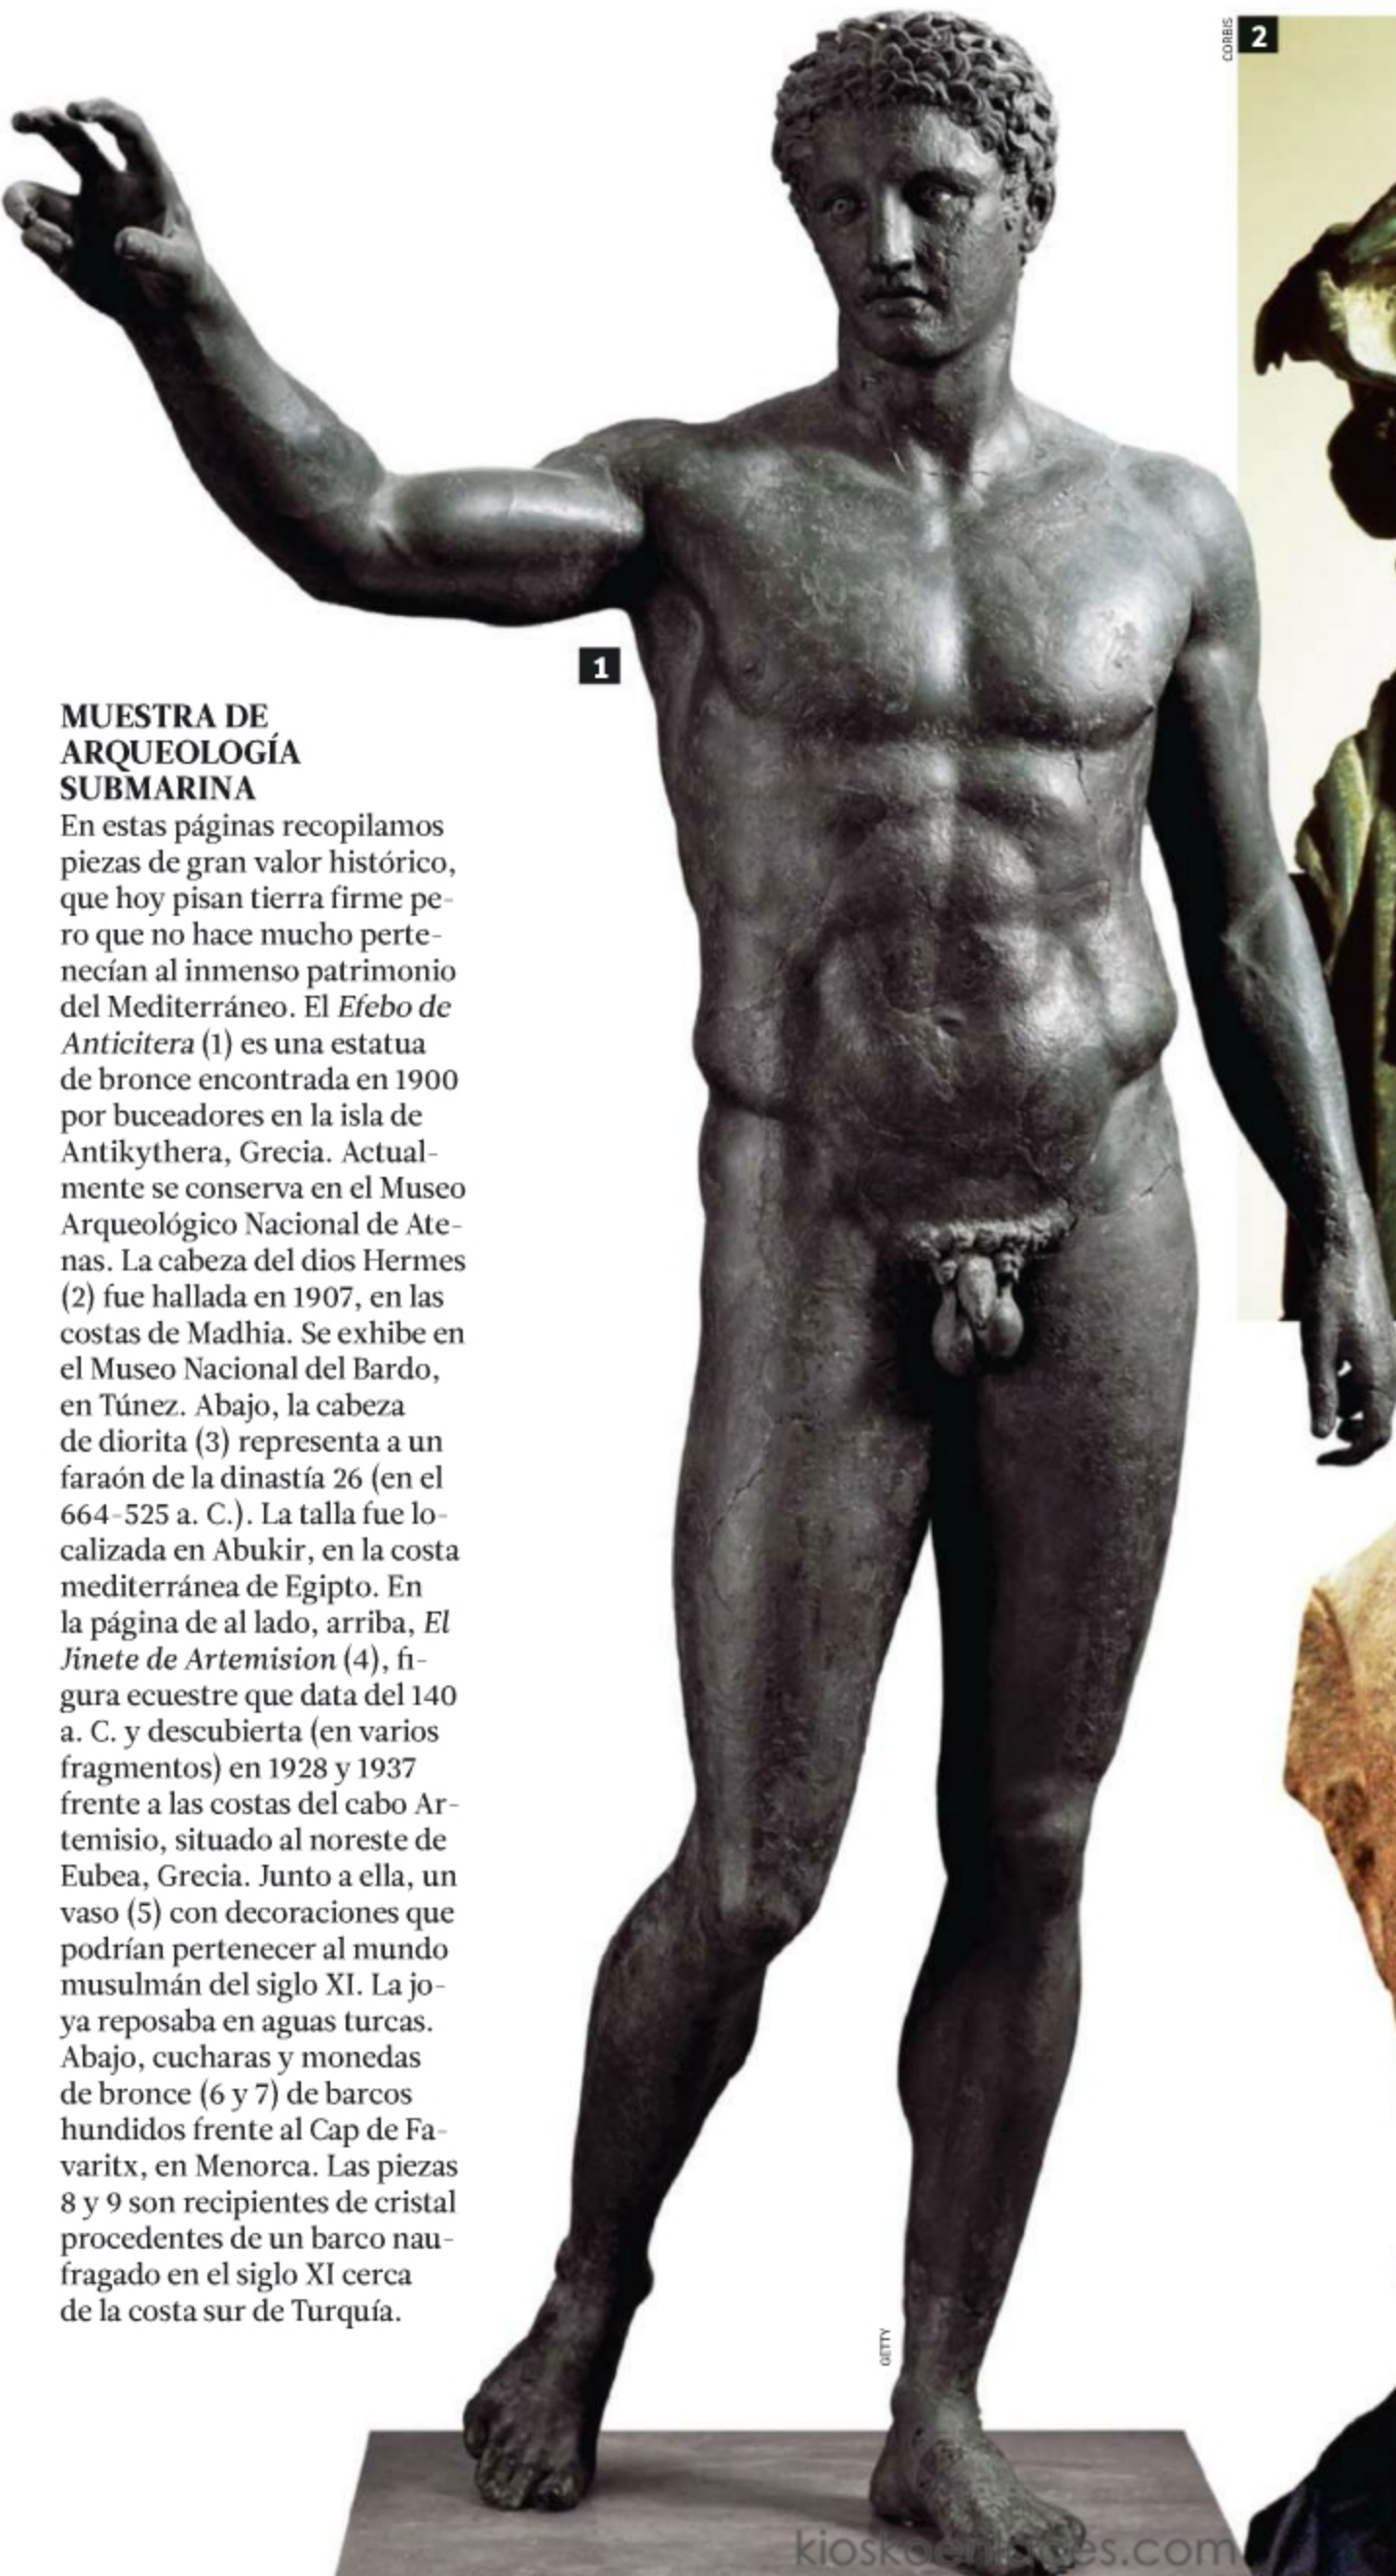 CORBIS
2
1
MUESTRA DE
ARQUEOLOGÍA
SUBMARINA
En estas páginas recopilamos
piezas de gran valor histórico,
que hoy pisan tierra firme pe-
ro que no hace mucho perte-
necían al inmenso patrimonio
del Mediterráneo. El Efebo de
Anticitera (1) es una estatua
de bronce encontrada en 1900
por buceadores en la isla de
Antikythera, Grecia. Actual-
mente se conserva en el Museo
Arqueológico Nacional de Ate-
nas. La cabeza del dios Hermes
(2) fue hallada en 1907, en las
costas de Madhia. Se exhibe en
el Museo Nacional del Bardo,
en Túnez. Abajo, la cabeza
de diorita (3) representa a un
faraón de la dinastía 26 (en el
664-525 a. C.). La talla fue lo-
calizada en Abukir, en la costa
mediterránea de Egipto. En
la página de al lado, arriba, El
Jinete de Artemision (4), fi-
gura ecuestre que data del 140
a. C. y descubierta (en varios
fragmentos) en 1928 y 1937
frente a las costas del cabo Ar-
temisio, situado al noreste de
Eubea, Grecia. Junto a ella, un
vaso (5) con decoraciones que
podrían pertenecer al mundo
musulmán del siglo XI. La jo-
ya reposaba en aguas turcas.
Abajo, cucharas y monedas
de bronce (6 y 7) de barcos
hundidos frente al Cap de Fa-
varitx, en Menorca. Las piezas
8 y 9 son recipientes de cristal
procedentes de un barco nau-
fragado en el siglo XI cerca
de la costa sur de Turquía.
GETTY